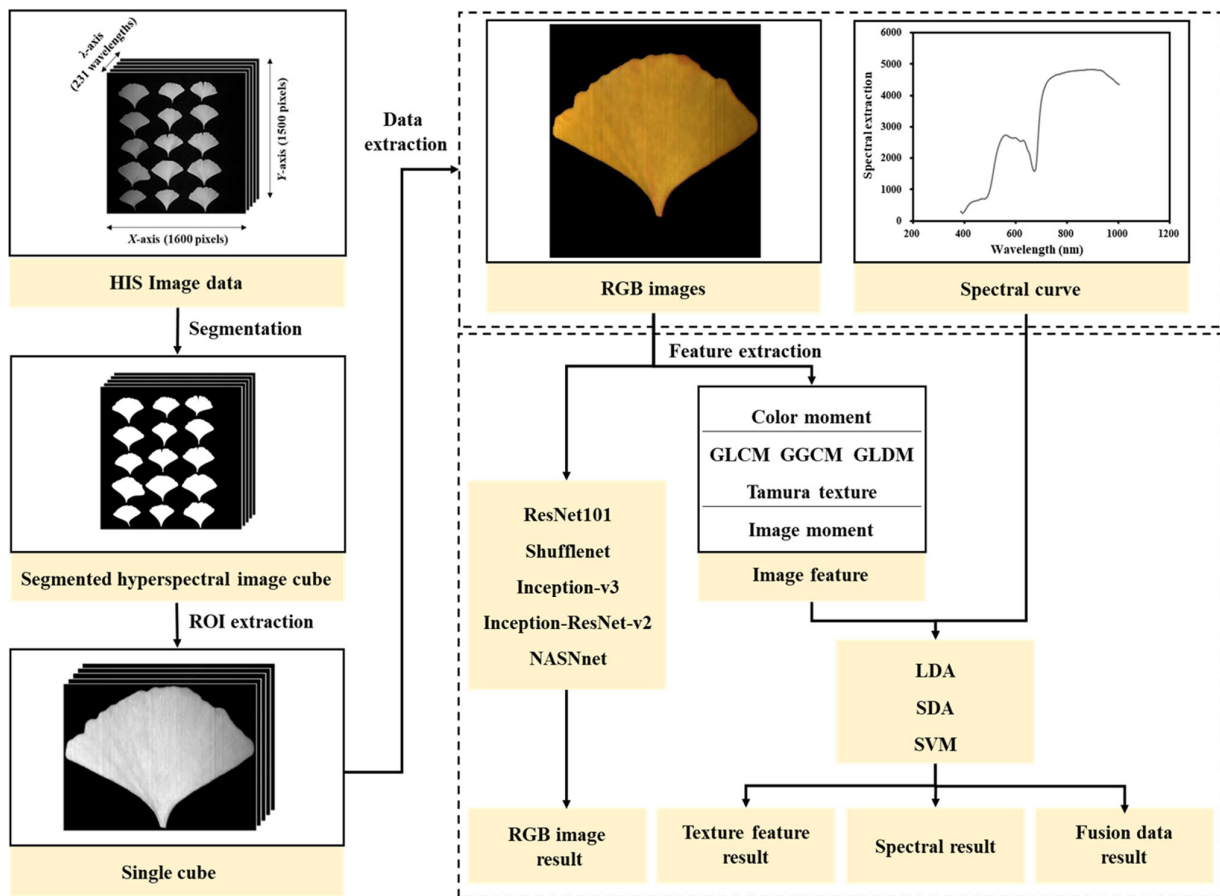 λ-axis
(231 wavelengths)
Y-axis (1500 pixels)
X-axis (1600 pixels)
HIS Image data
Segmentation
Segmented hyperspectral image cube
ROI extraction
Single cube
Data
extraction
RGB images
Spectral extraction
6000
5000
4000
3000
2000
1000
0
200
400
600
800
1000
1200
Wavelength (nm)
Spectral curve
Feature extraction
ResNet101
Shufflenet
Inception-v3
Inception-ResNet-v2
NASNnet
Color moment
GLCM GGCM GLDM
Tamura texture
Image moment
Image feature
LDA
SDA
SVM
RGB image
result
Texture feature
result
Spectral result
Fusion data
result